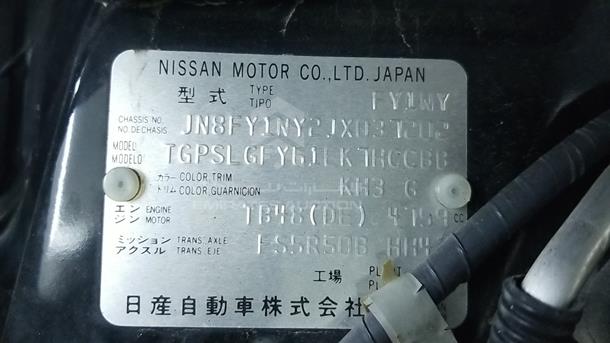 NISSAN MOTOR CO.,LTD. JAPAN
型式 TYPE TIPO FY1NY
CHASSIS NO. NO. DE CHASIS JN8FY1NY2JX037202
MODEL MODELO TGPSLGFY61EK7HCCBB
カラー COLOR,TRIM トリム COLOR,GUARNICION KH3 G
エンジン ENGINE MOTOR TB48(DE) 4759 CC
ミッション TRANS. AXLE アクスル TRANS. EJE FS5R50B
工場
日産自動車株式会社